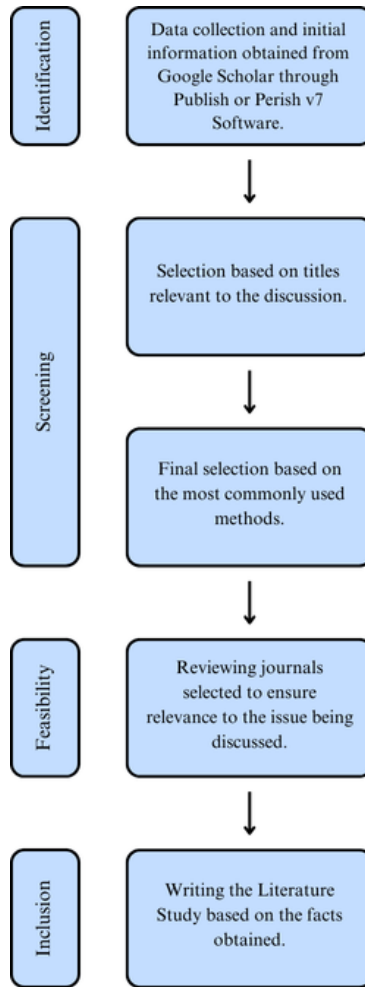 Identification
Data collection and initial
information obtained from
Google Scholar through
Publish or Perish v7
Software.
Screening
Selection based on titles
relevant to the discussion.
Final selection based on
the most commonly used
methods.
Feasibility
Reviewing journals
selected to ensure
relevance to the issue being
discussed.
Inclusion
Writing the Literature
Study based on the facts
obtained.